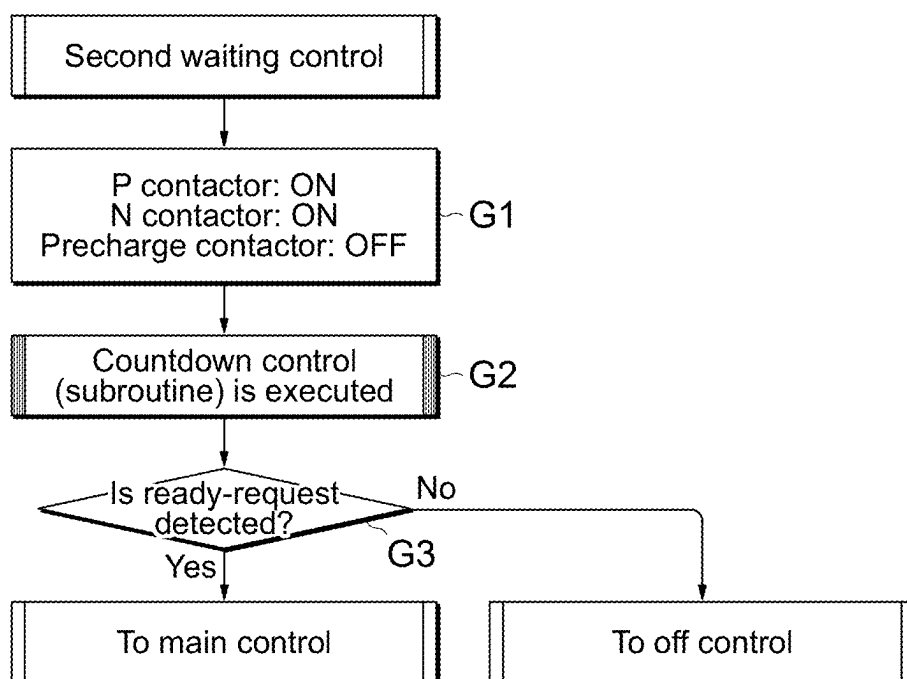 Second waiting control
P contactor: ON
N contactor: ON
Precharge contactor: OFF
G1
Countdown control
(subroutine) is executed
G2
Is ready-request
detected?
No
G3
Yes
To main control
To off control